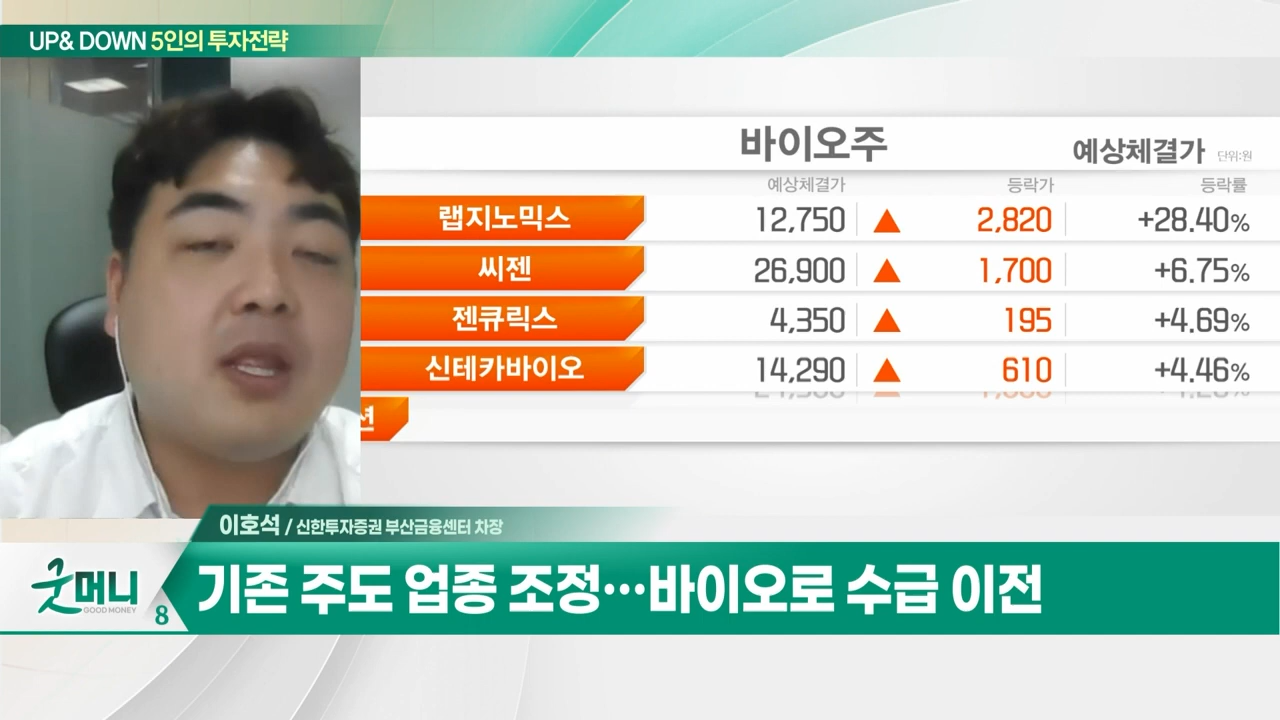 UP& DOWN 5인의 투자전략
바이오주
예상체결가 단위:원
예상체결가 등락가 등락률
랩지노믹스 12,750 ▲ 2,820 +28.40%
씨젠 26,900 ▲ 1,700 +6.75%
젠큐릭스 4,350 ▲ 195 +4.69%
신테카바이오 14,290 ▲ 610 +4.46%
션
이호석 / 신한투자증권 부산금융센터 차장
굿머니
GOOD MONEY
8
기존 주도 업종 조정…바이오로 수급 이전